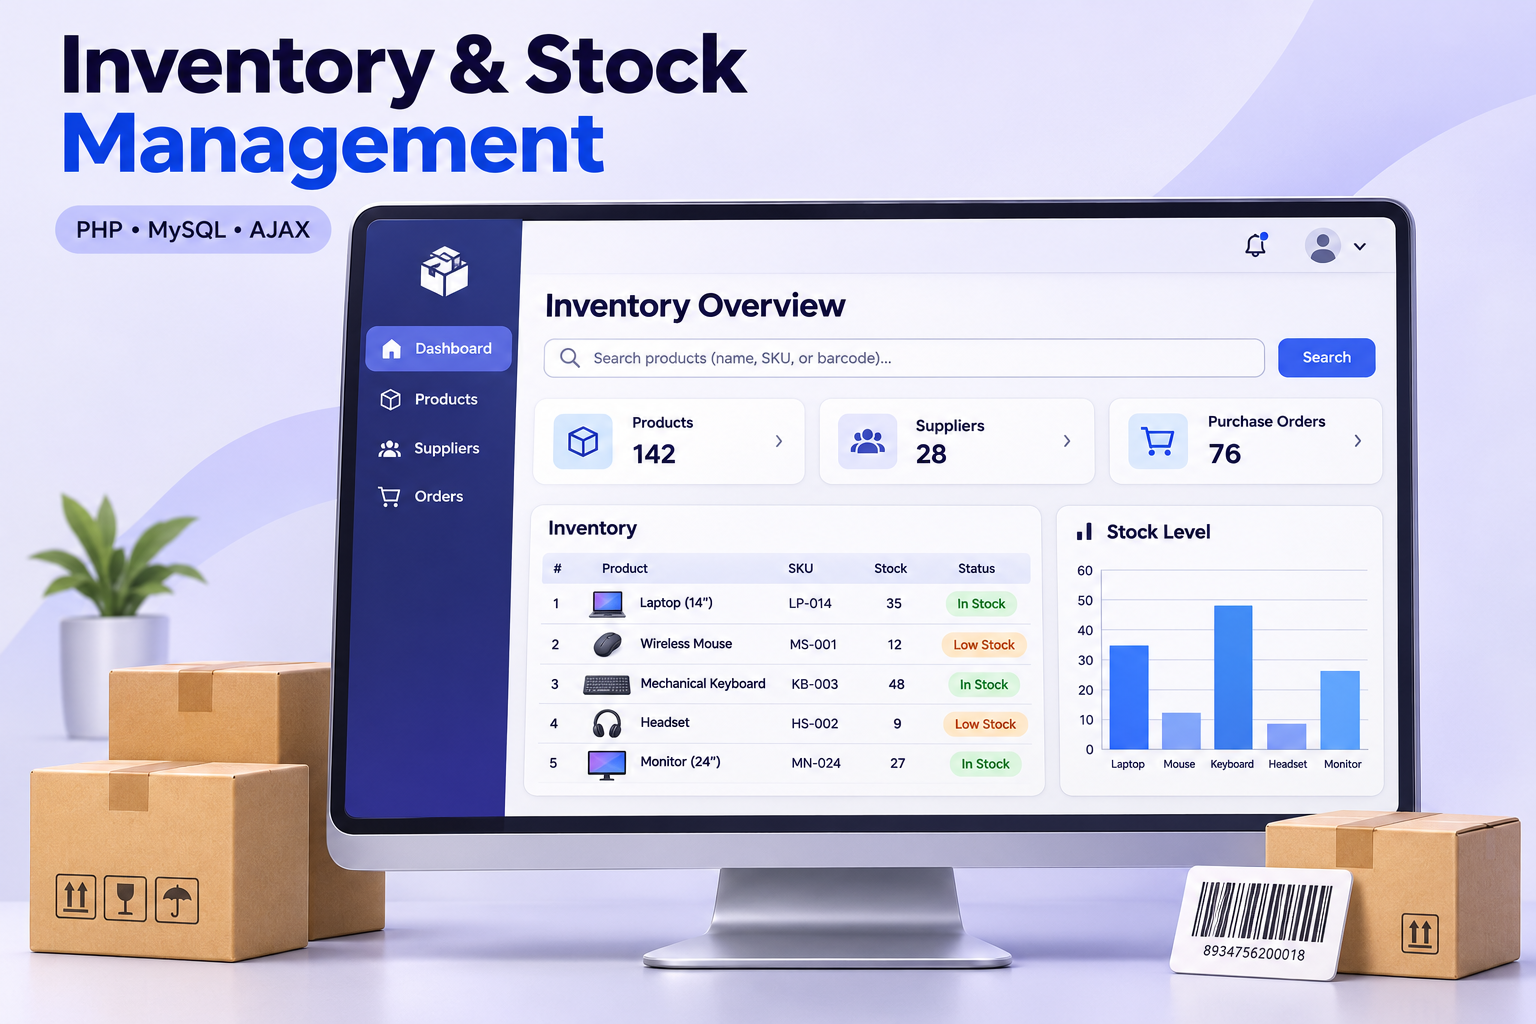 Inventory & Stock
Management
PHP • MySQL • AJAX
Dashboard
Products
Suppliers
Orders
Inventory Overview
Search products (name, SKU, or barcode)...
Search
Products
142
Suppliers
28
Purchase Orders
76
Inventory
# Product SKU Stock Status
1 Laptop (14") LP-014 35 In Stock
2 Wireless Mouse MS-001 12 Low Stock
3 Mechanical Keyboard KB-003 48 In Stock
4 Headset HS-002 9 Low Stock
5 Monitor (24") MN-024 27 In Stock
Stock Level
60
50
40
30
20
10
0
Laptop Mouse Keyboard Headset Monitor
8934756200018